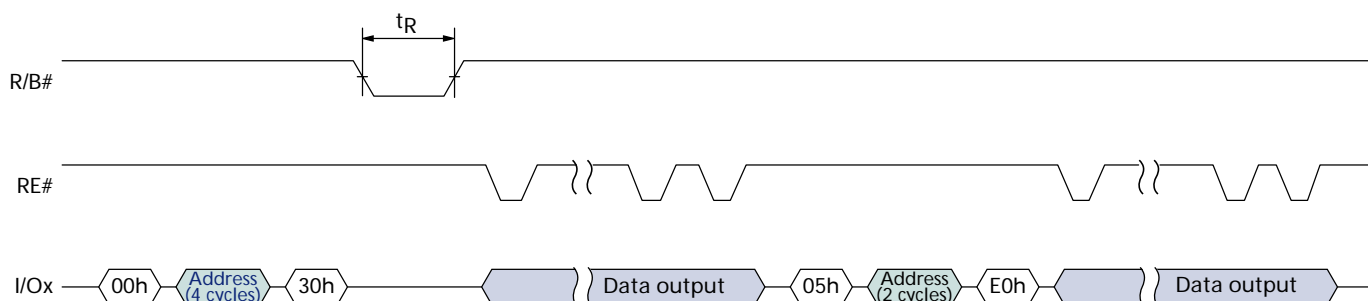 tR
R/B#
RE#
I/Ox
00h
Address
(4 cycles)
30h
Data output
05h
Address
(2 cycles)
E0h
Data output